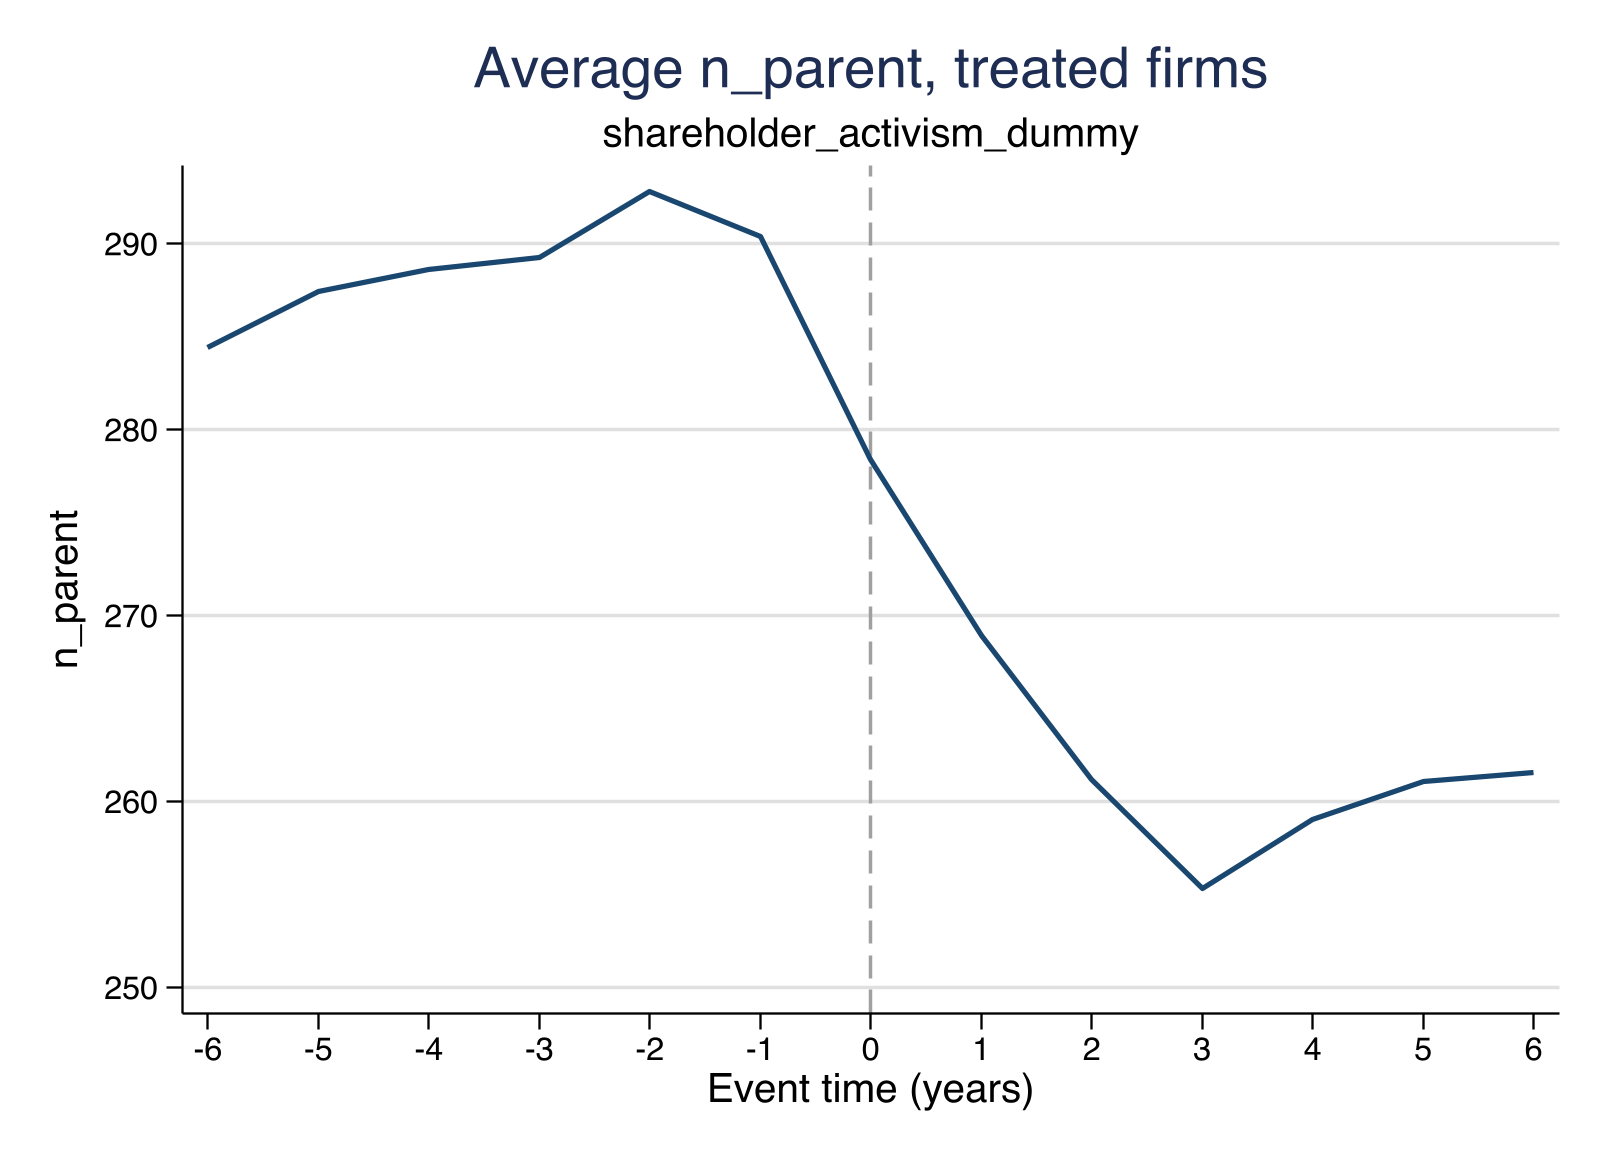 Average n_parent, treated firms
shareholder_activism_dummy
n_parent
290
280
270
260
250
-6 -5 -4 -3 -2 -1 0 1 2 3 4 5 6
Event time (years)